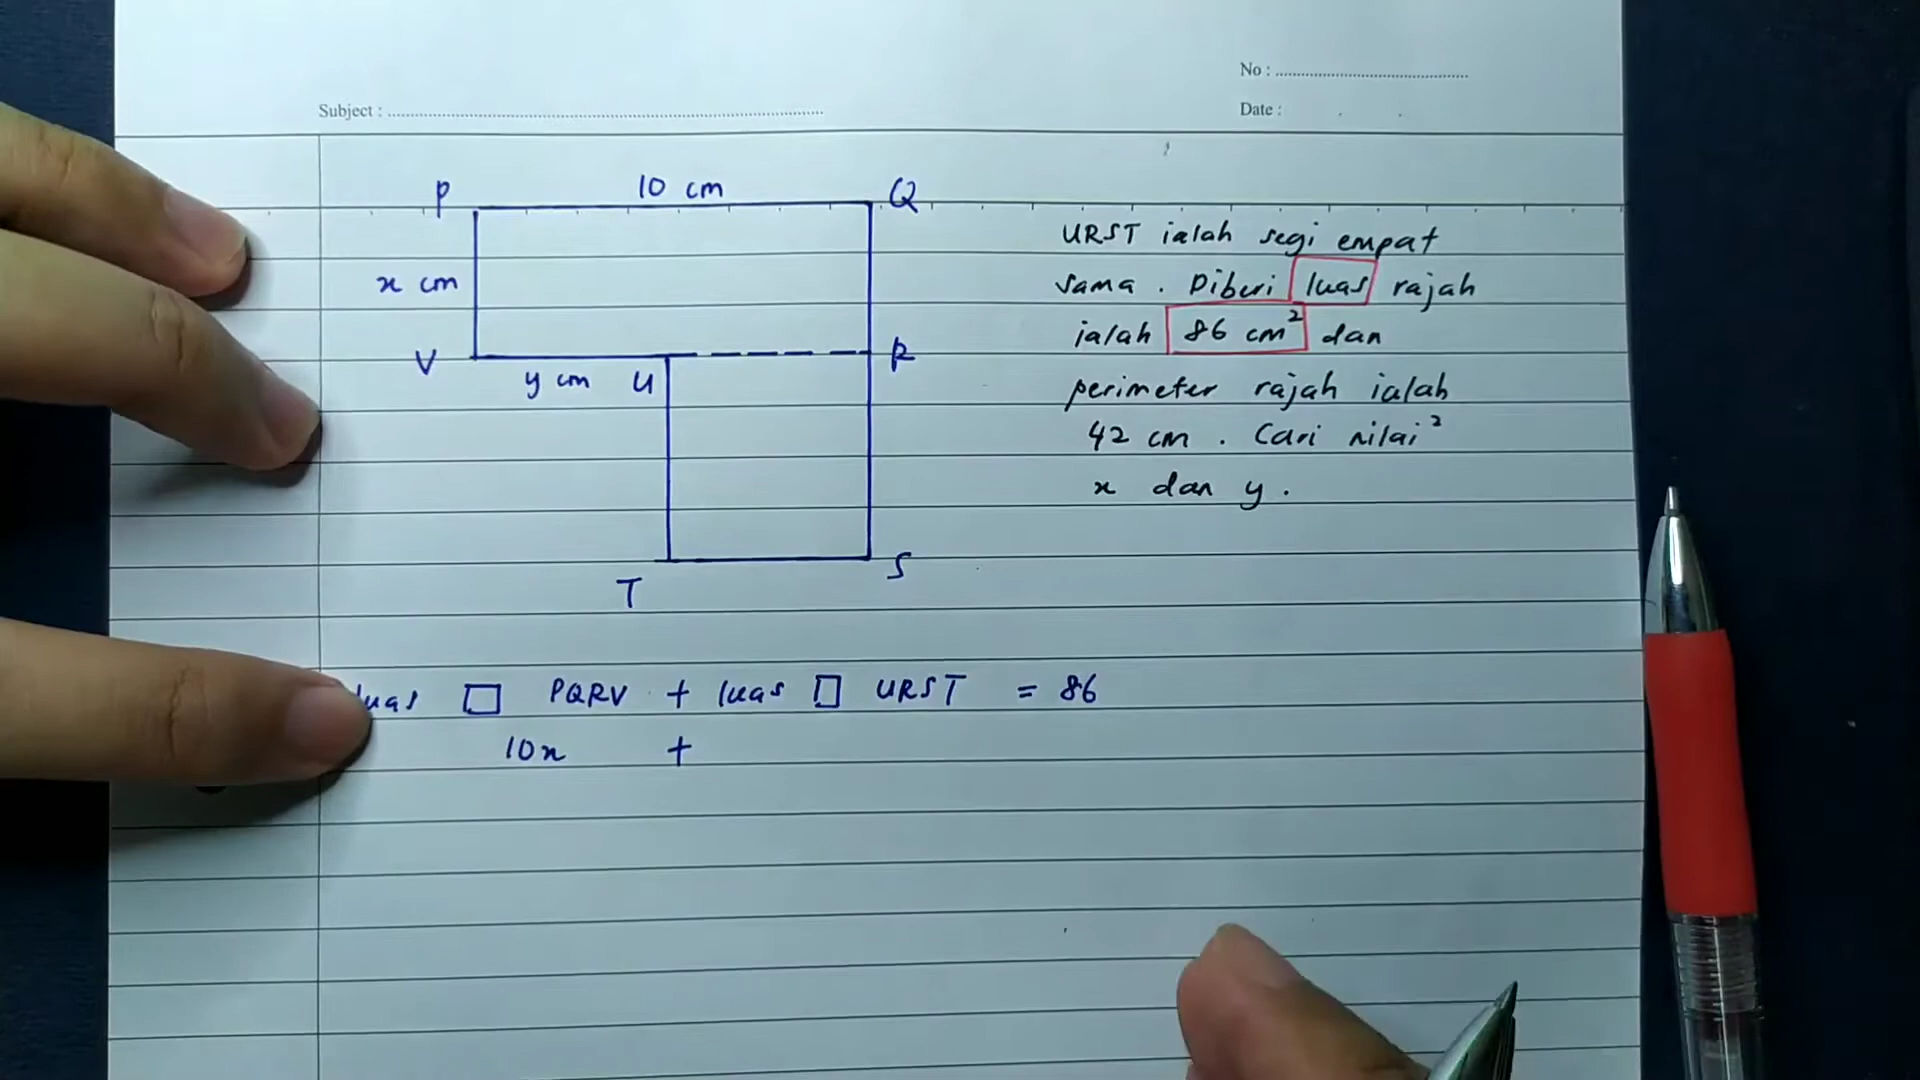 No : ........................................
Subject : ........................................
Date :
P 10 cm Q
x cm
V R
y cm U
T S
URST ialah segi empat
sama . Diberi luas rajah
ialah 86 cm² dan
perimeter rajah ialah
42 cm . Cari nilai²
x dan y .
luas □ PQRV + luas □ URST = 86
10x +